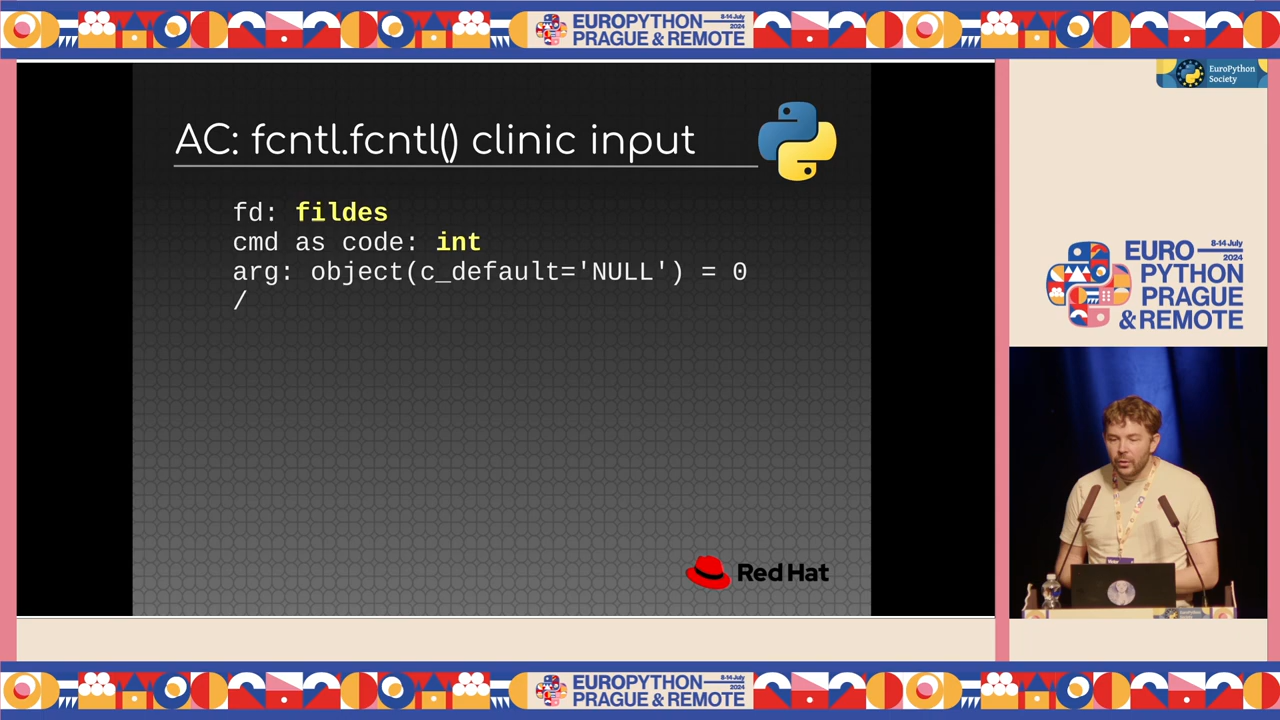 EUROPYTHON
8-14 July
2024
PRAGUE & REMOTE
EuroPython
Society
AC: fcntl.fcntl() clinic input
fd: fildes
cmd as code: int
arg: object(c_default='NULL') = 0
/
Red Hat
EURO
8-14 July
2024
PYTHON
PRAGUE
& REMOTE
EUROPYTHON
8-14 July
2024
PRAGUE & REMOTE